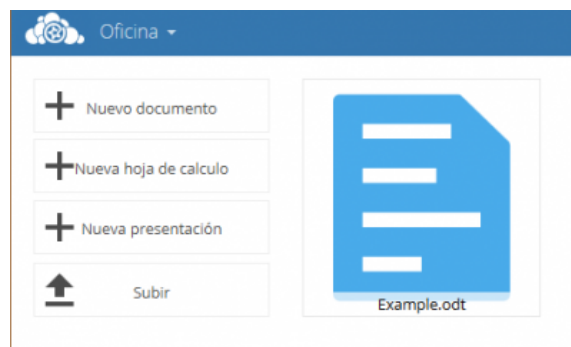 Oficina
Nuevo documento
Nueva hoja de calculo
Nueva presentación
Subir
Example.odt